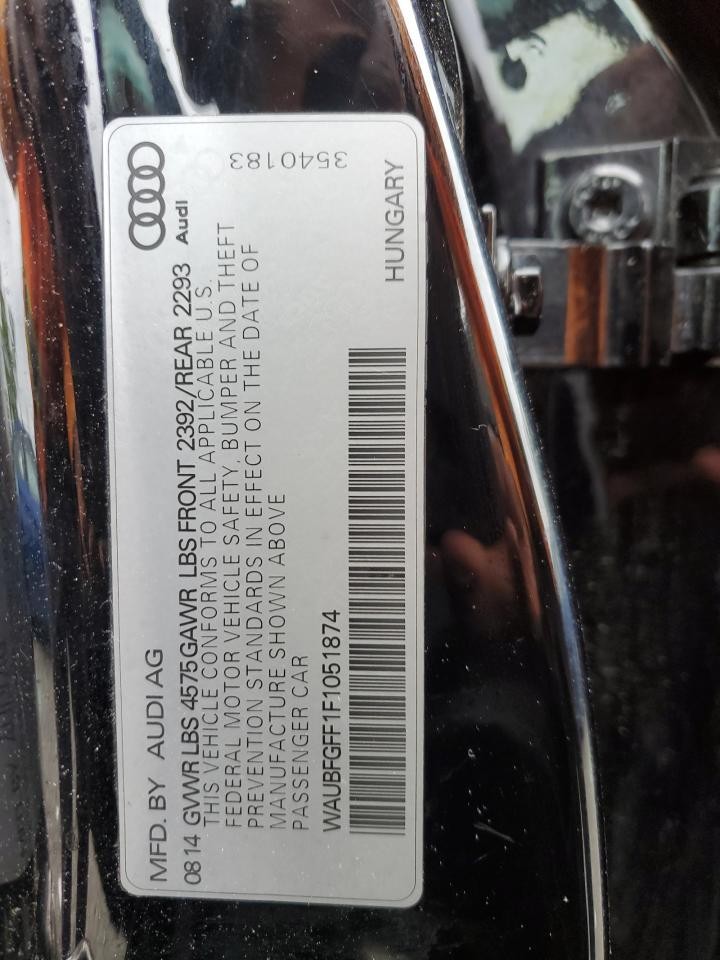 MFD. BY AUDI AG
Audi
08 14 GVWR LBS 4575GAWR LBS FRONT 2392/REAR 2293
THIS VEHICLE CONFORMS TO ALL APPLICABLE U.S.
FEDERAL MOTOR VEHICLE SAFETY, BUMPER AND THEFT
PREVENTION STANDARDS IN EFFECT ON THE DATE OF
MANUFACTURE SHOWN ABOVE
PASSENGER CAR
WAUBFGFF1F1051874
3540183
HUNGARY